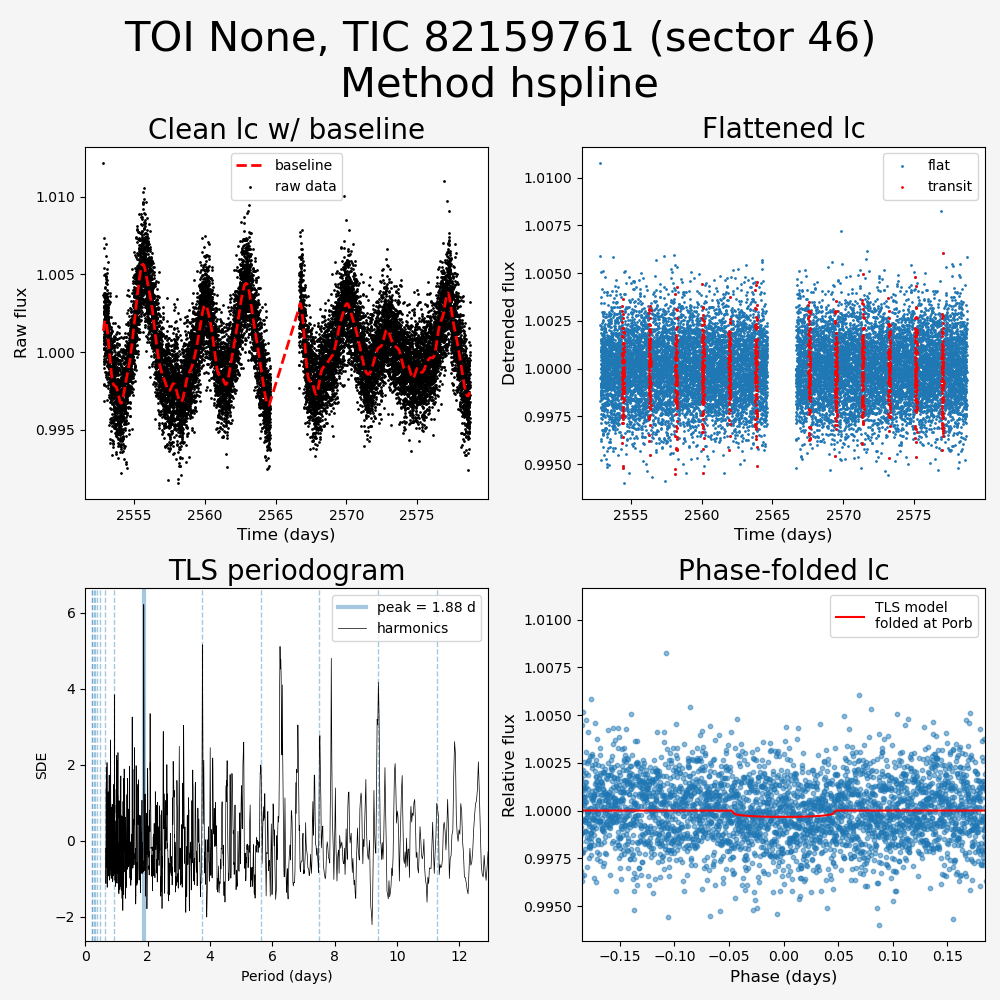 TOI None, TIC 82159761 (sector 46)
Method hspline
Clean lc w/ baseline
baseline
raw data
1.010
1.005
1.000
0.995
Raw flux
2555 2560 2565 2570 2575
Time (days)
Flattened lc
flat
transit
1.0100
1.0075
1.0050
1.0025
1.0000
0.9975
0.9950
Detrended flux
2555 2560 2565 2570 2575
Time (days)
TLS periodogram
peak = 1.88 d
harmonics
6
4
2
0
−2
SDE
0 2 4 6 8 10 12
Period (days)
Phase-folded lc
TLS model
folded at Porb
1.0100
1.0075
1.0050
1.0025
1.0000
0.9975
0.9950
Relative flux
−0.15 −0.10 −0.05 0.00 0.05 0.10 0.15
Phase (days)